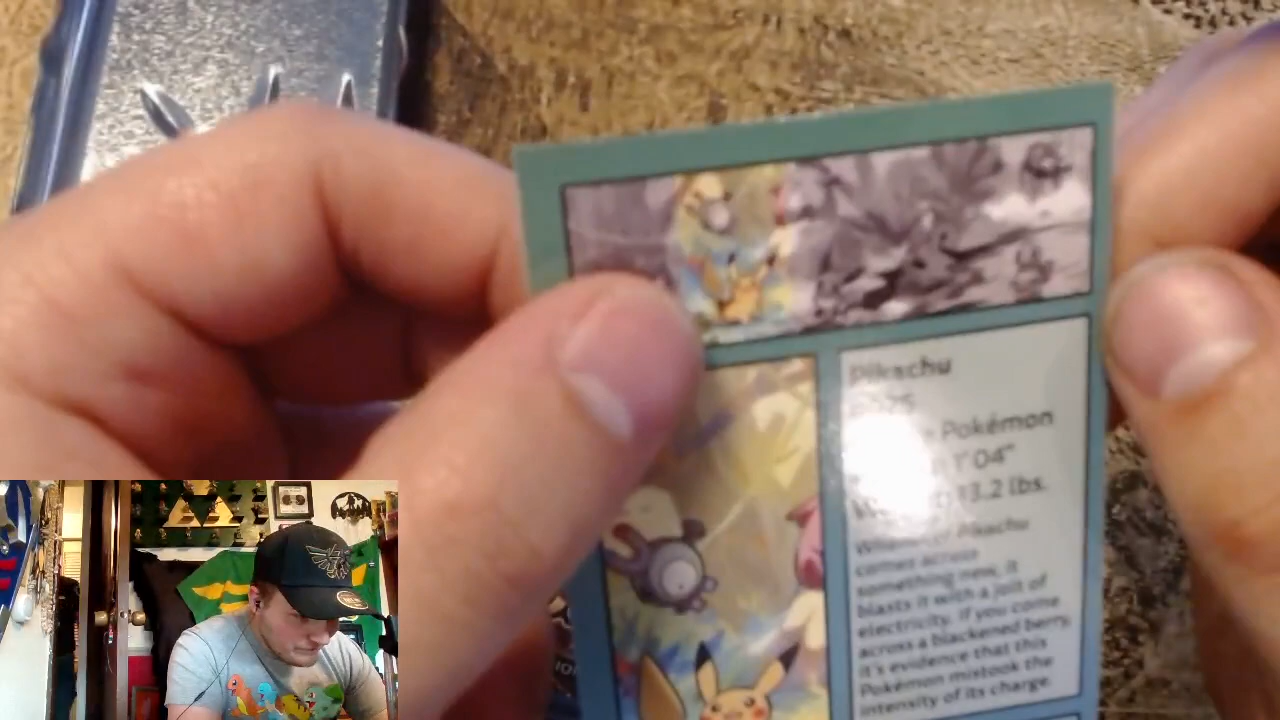 Pikachu
Pokémon
1'04"
13.2 lbs.
Whenever Pikachu
comes across
something new, it
blasts it with a jolt of
electricity. If you come
across a blackened berry,
it's evidence that this
Pokémon mistook the
intensity of its charge.